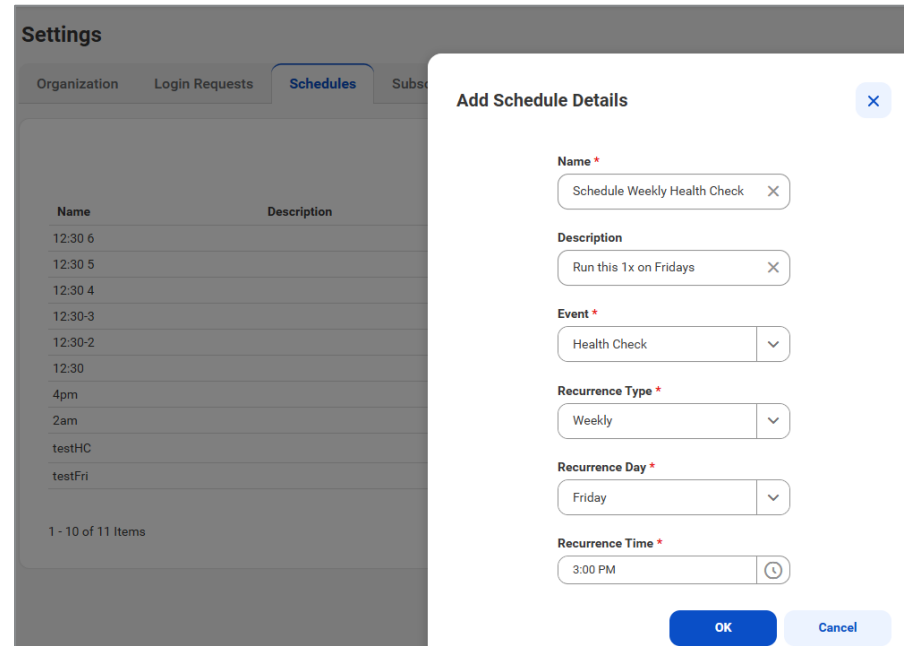 Settings
Organization Login Requests Schedules Subsc
Name Description
12:30 6
12:30 5
12:30 4
12:30-3
12:30-2
12:30
4pm
2am
testHC
testFri
1 - 10 of 11 Items
Add Schedule Details
Name *
Schedule Weekly Health Check
Description
Run this 1x on Fridays
Event *
Health Check
Recurrence Type *
Weekly
Recurrence Day *
Friday
Recurrence Time *
3:00 PM
OK Cancel